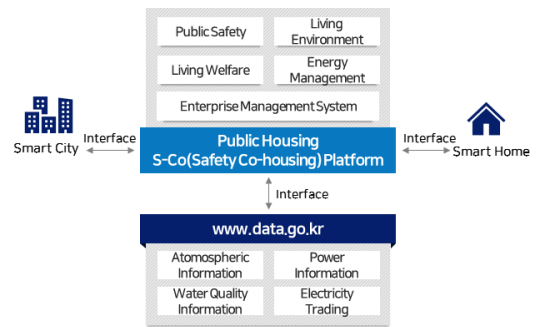 Public Safety
Living
Environment
Living Welfare
Energy
Management
Enterprise Management System
Smart City
Interface
Public Housing
S-Co(Safety Co-housing) Platform
Interface
Smart Home
Interface
www.data.go.kr
Atomospheric
Information
Power
Information
Water Quality
Information
Electricity
Trading